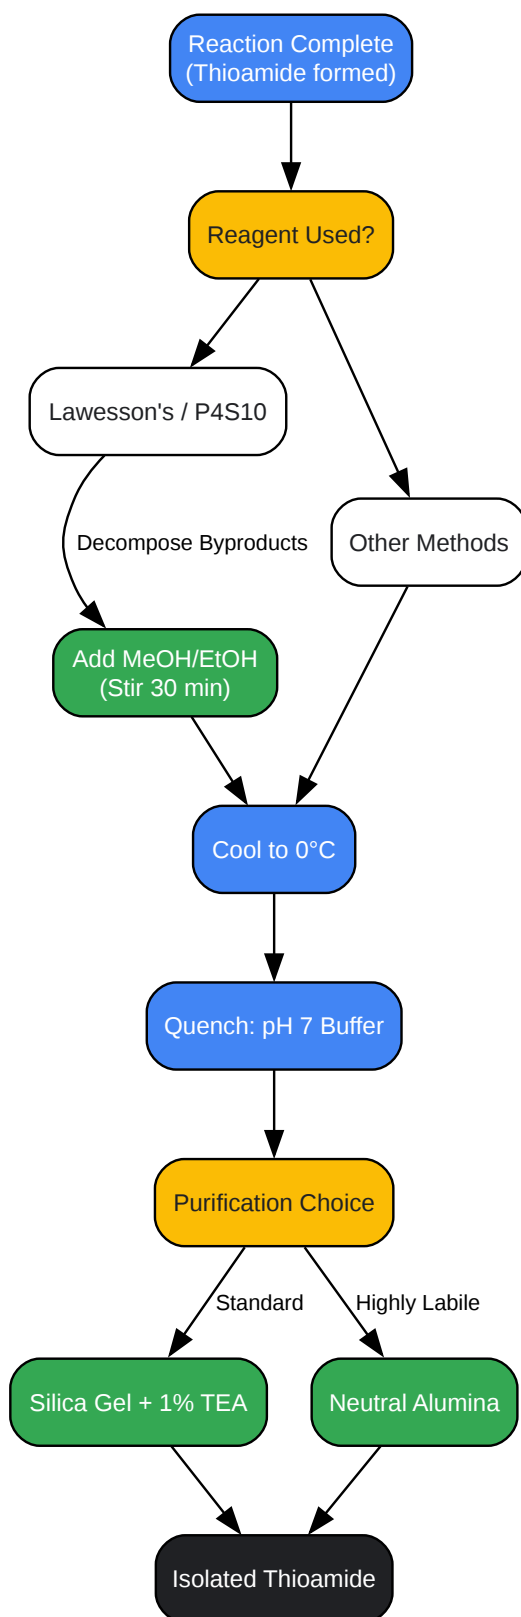 Reaction Complete
(Thioamide formed)
Reagent Used?
Lawesson's / P4S10
Other Methods
Decompose Byproducts
Add MeOH/EtOH
(Stir 30 min)
Cool to 0°C
Quench: pH 7 Buffer
Purification Choice
Standard
Highly Labile
Silica Gel + 1% TEA
Neutral Alumina
Isolated Thioamide